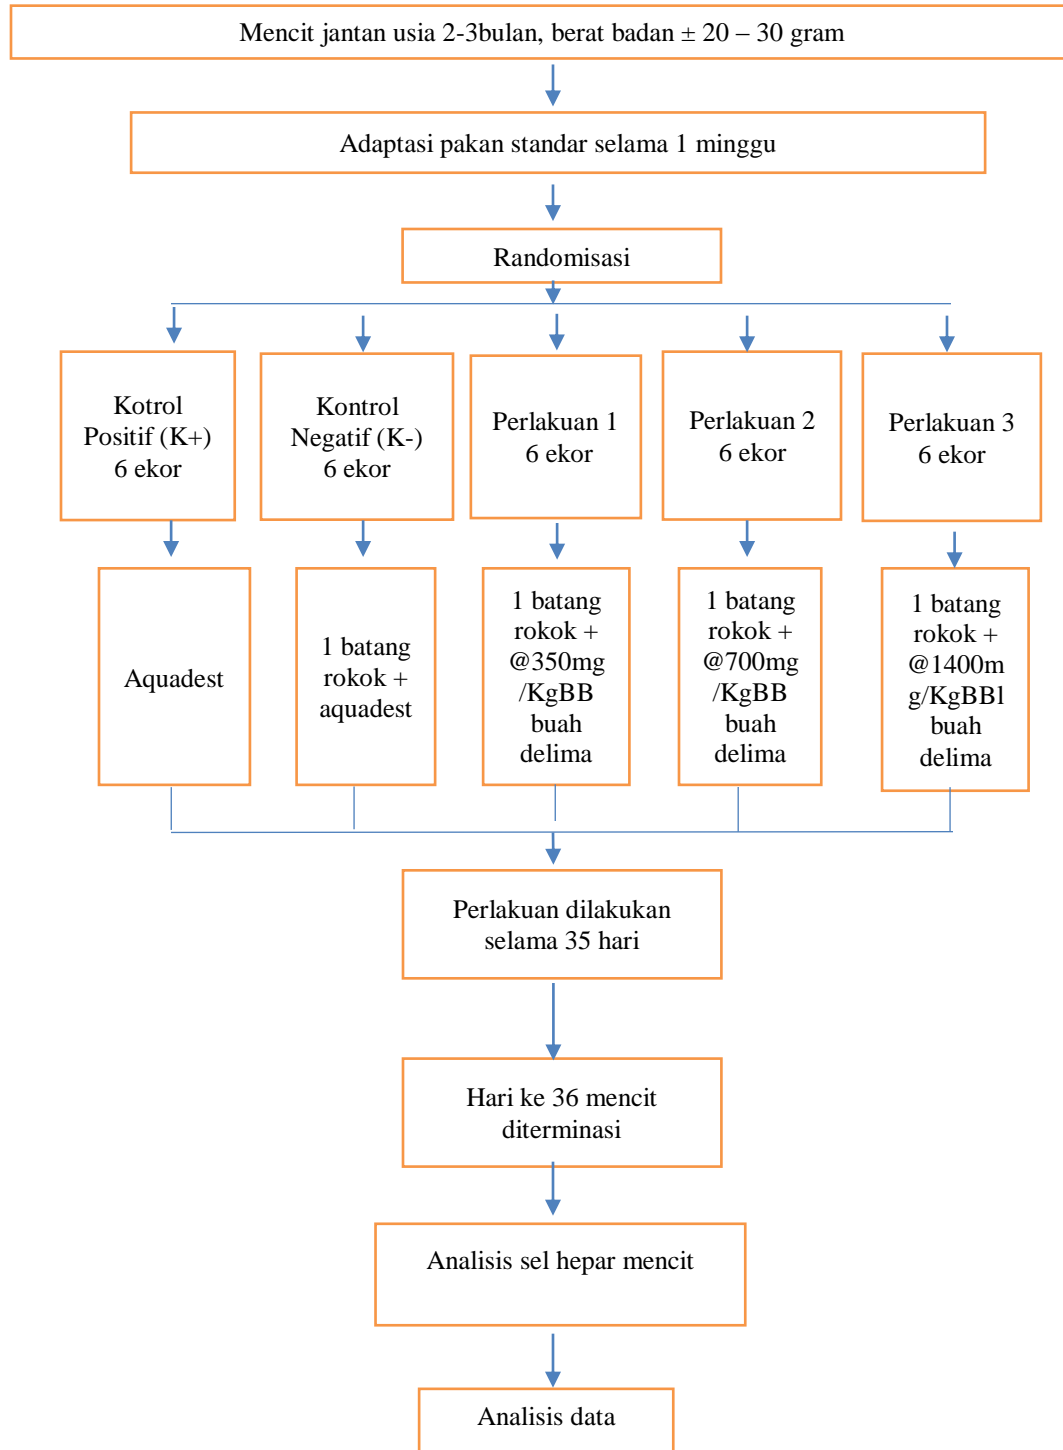 Mencit jantan usia 2-3bulan, berat badan ± 20 – 30 gram
Adaptasi pakan standar selama 1 minggu
Randomisasi
Kotrol
Positif (K+)
6 ekor
Kontrol
Negatif (K-)
6 ekor
Perlakuan 1
6 ekor
Perlakuan 2
6 ekor
Perlakuan 3
6 ekor
Aquadest
1 batang
rokok +
aquadest
1 batang
rokok +
@350mg
/KgBB
buah
delima
1 batang
rokok +
@700mg
/KgBB
buah
delima
1 batang
rokok +
@1400m
g/KgBBl
buah
delima
Perlakuan dilakukan
selama 35 hari
Hari ke 36 mencit
diterminasi
Analisis sel hepar mencit
Analisis data